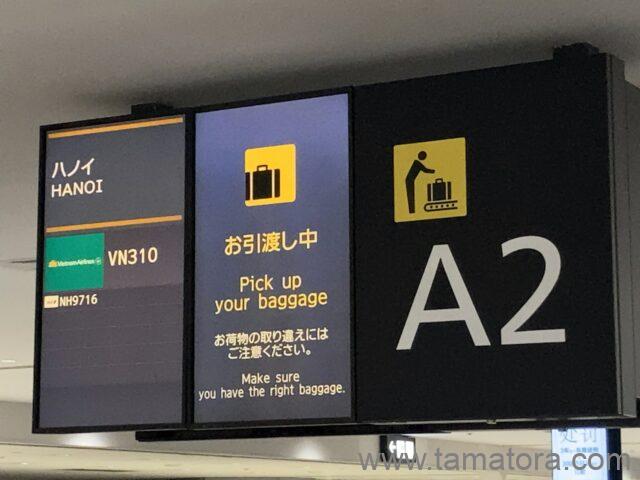 ハノイ
HANOI
Vietnam Airlines
VN310
NH9716
お引渡し中
Pick up
your baggage
お荷物の取り違えには
ご注意ください。
Make sure
you have the right baggage.
A2
www.tamatora.com